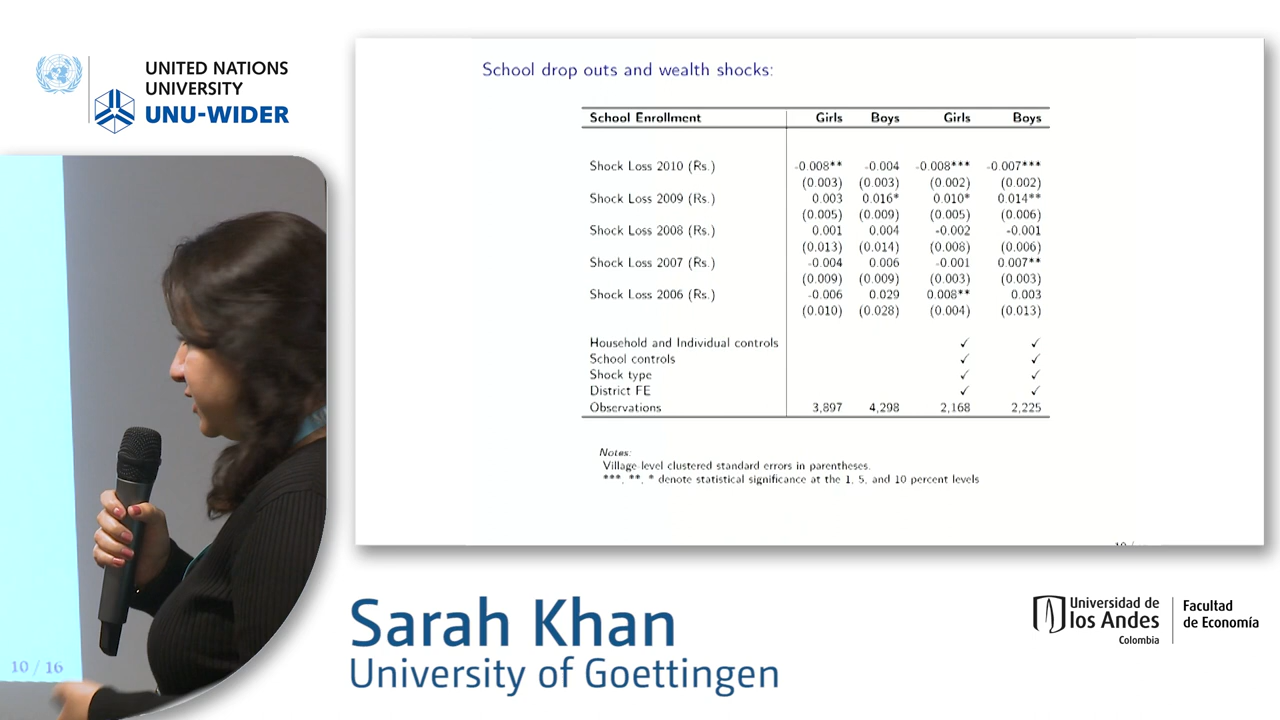 UNITED NATIONS
UNIVERSITY
UNU-WIDER
School drop outs and wealth shocks:
School Enrollment Girls Boys Girls Boys
Shock Loss 2010 (Rs.) -0.008** -0.004 -0.008*** -0.007***
(0.003) (0.003) (0.002) (0.002)
Shock Loss 2009 (Rs.) 0.003 0.016* 0.010* 0.014**
(0.005) (0.009) (0.005) (0.006)
Shock Loss 2008 (Rs.) 0.001 0.004 -0.002 -0.001
(0.013) (0.014) (0.008) (0.006)
Shock Loss 2007 (Rs.) -0.004 0.006 -0.001 0.007**
(0.009) (0.009) (0.003) (0.003)
Shock Loss 2006 (Rs.) -0.006 0.029 0.008** 0.003
(0.010) (0.028) (0.004) (0.013)
Household and Individual controls ✓ ✓
School controls ✓ ✓
Shock type ✓ ✓
District FE ✓ ✓
Observations 3,897 4,298 2,168 2,225
Notes:
Village level clustered standard errors in parentheses.
***, **, * denote statistical significance at the 1, 5, and 10 percent levels
10 / 16
Sarah Khan
University of Goettingen
Universidad de
los Andes
Colombia
Facultad
de Economía